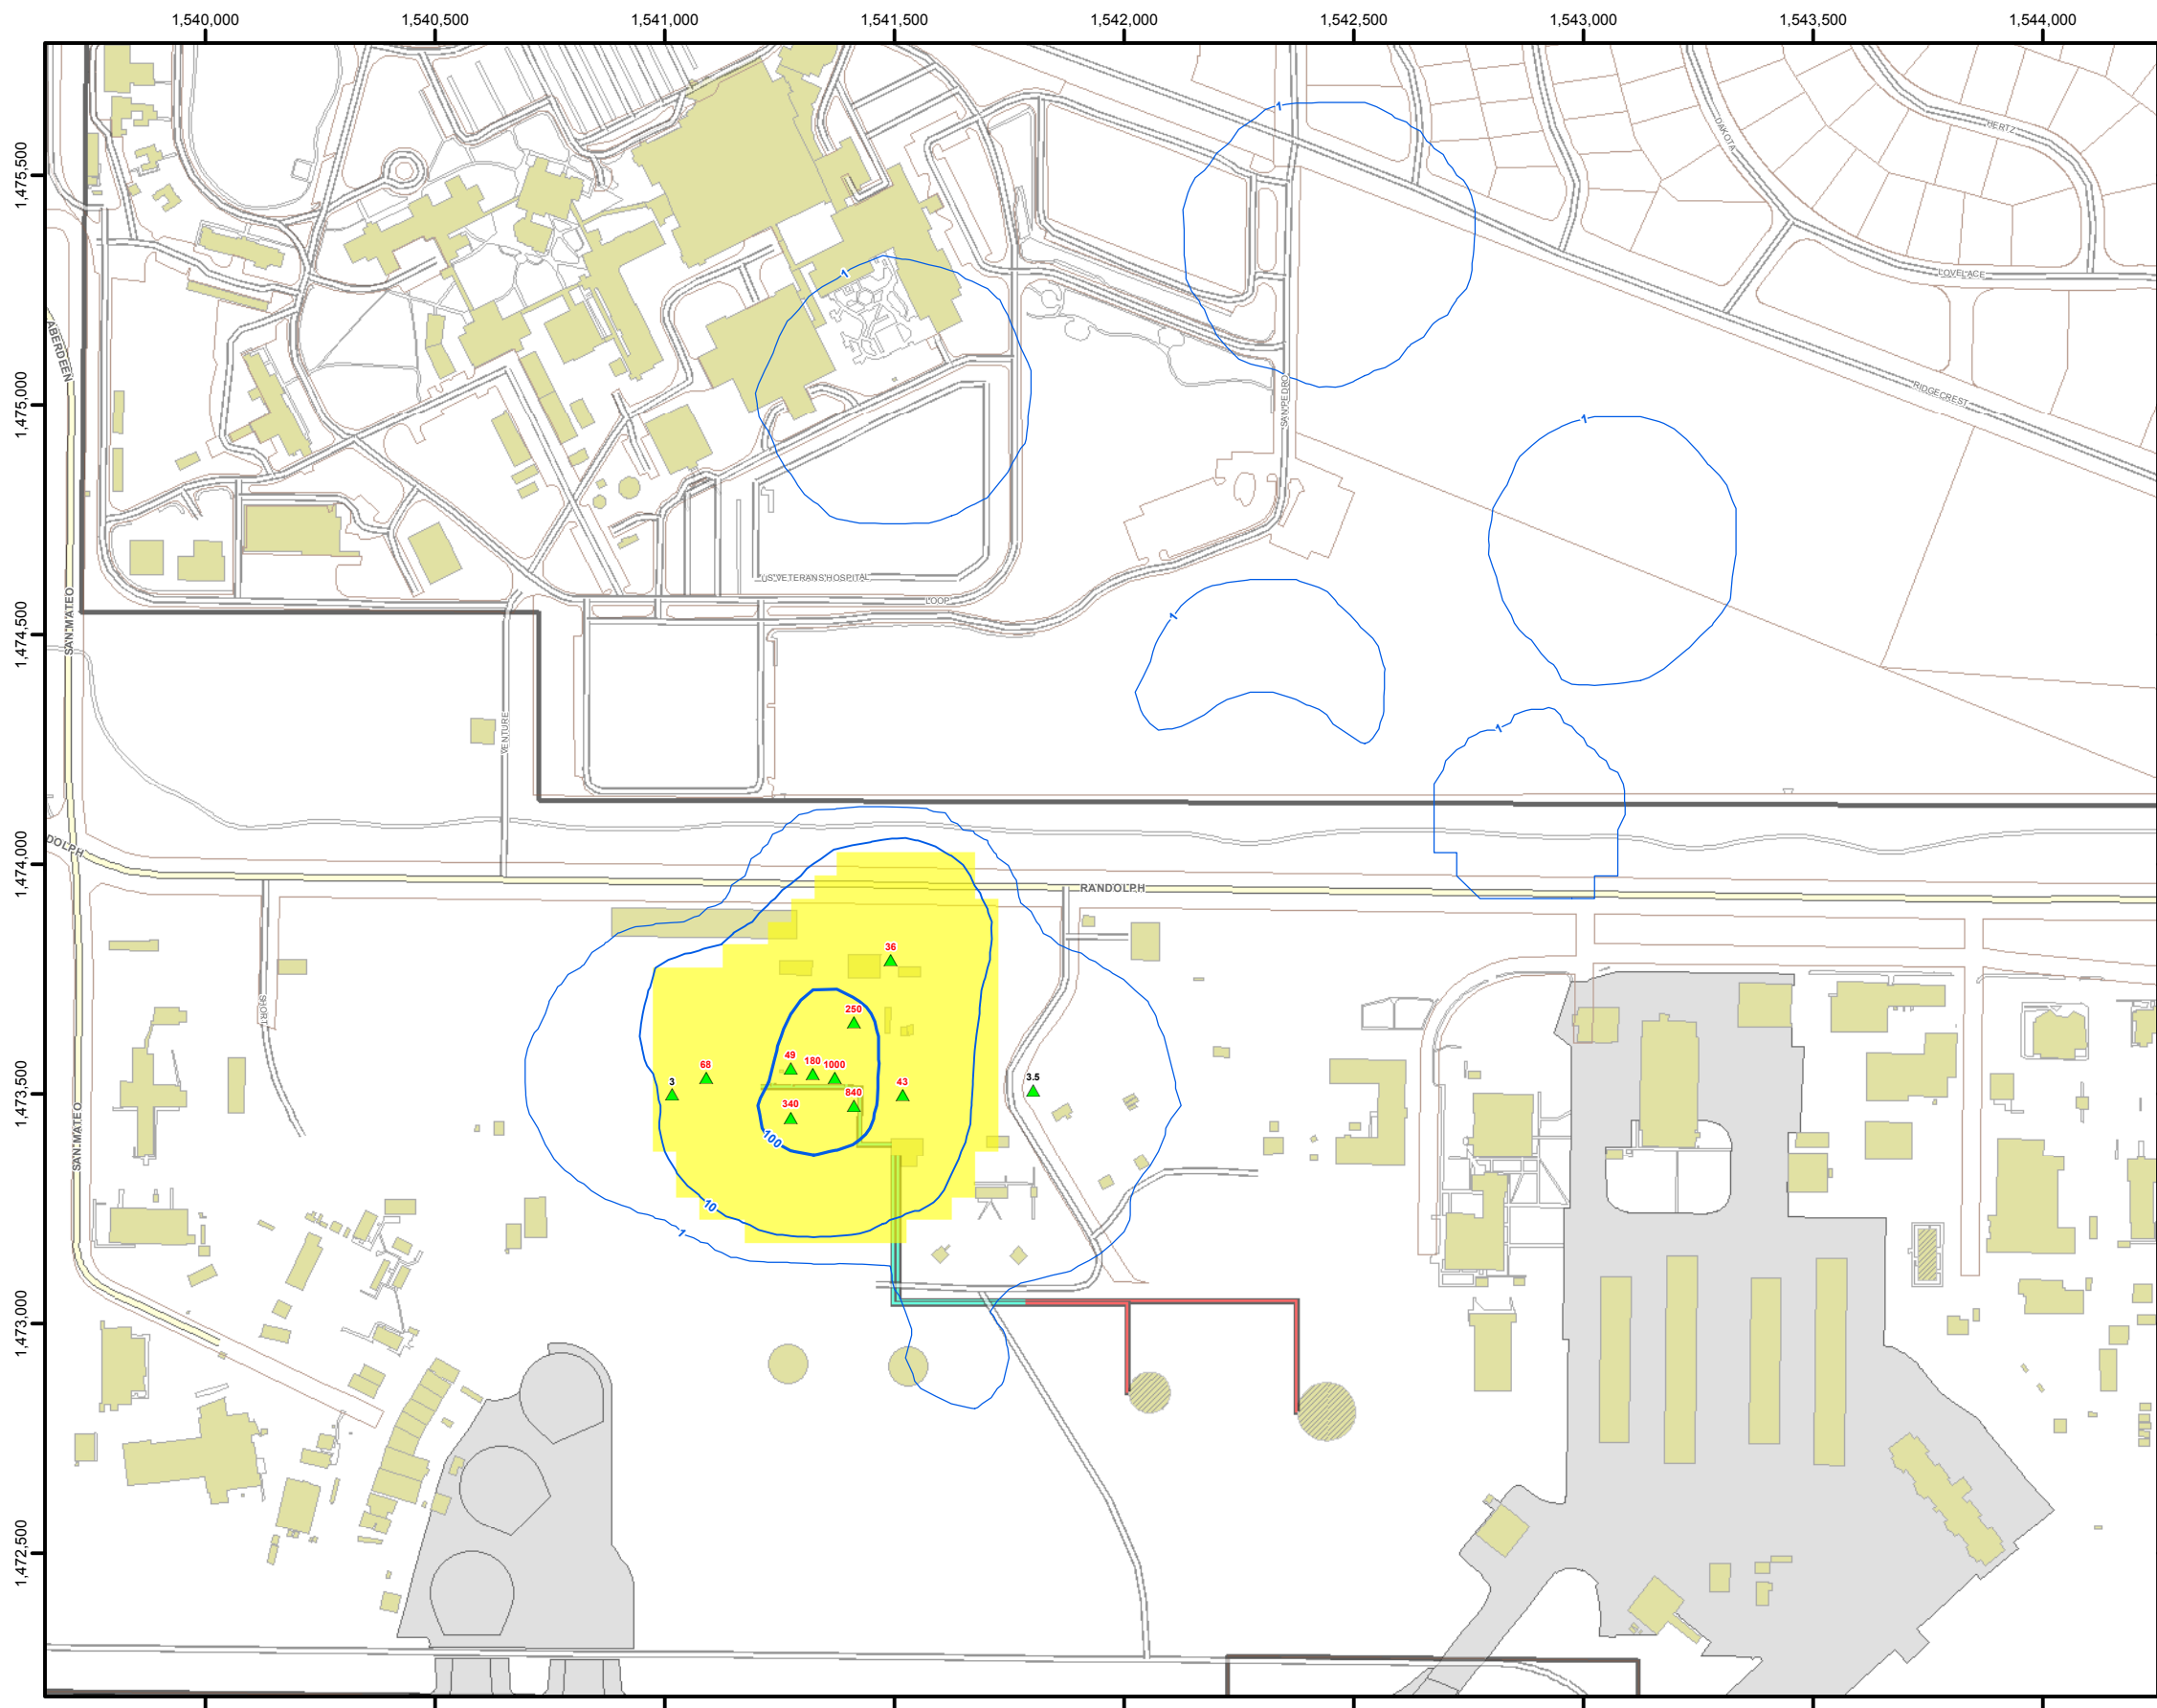 1,540,000 1,540,500 1,541,000 1,541,500 1,542,000 1,542,500 1,543,000 1,543,500 1,544,000
1
HERTZ
DAKOTA
1,475,500
1
LOVELACE
ABERDEEN
RIDGECREST
SAN PEDRO
1
1,475,000
US VETERANS HOSPITAL
LOOP
1
SAN MATEO
1,474,500
VENTURE
1
DOLPH
1,474,000
RANDOLPH
36
250
SHORT
49
180
1000
68
3
3.5
43
840
340
1,473,500
100
SAN MATEO
10
1
1,473,000
1,472,500